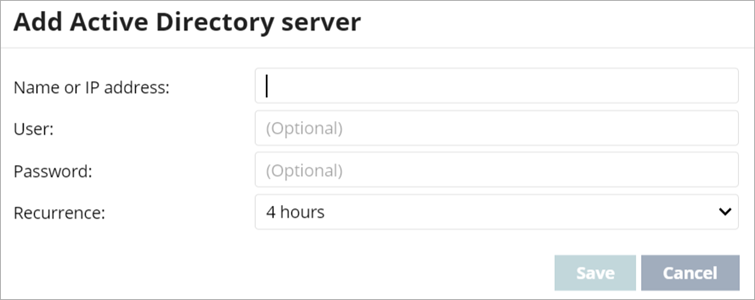 Add Active Directory server
Name or IP address:
User: (Optional)
Password: (Optional)
Recurrence: 4 hours
Save Cancel